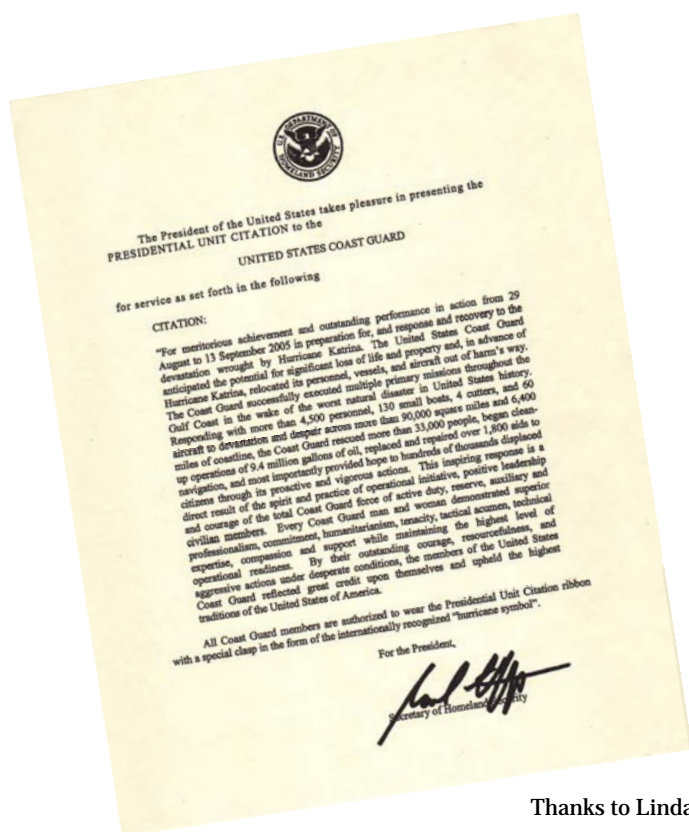 U.S. DEPARTMENT OF
HOMELAND SECURITY
The President of the United States takes pleasure in presenting the
PRESIDENTIAL UNIT CITATION to the
UNITED STATES COAST GUARD
for service as set forth in the following
CITATION:
"For meritorious achievement and outstanding performance in action from 29
August to 13 September 2005 in preparation for, and response and recovery to the
devastation wrought by Hurricane Katrina. The United States Coast Guard
anticipated the potential for significant loss of life and property and, in advance of
Hurricane Katrina, relocated its personnel, vessels, and aircraft out of harm's way.
The Coast Guard successfully executed multiple primary missions throughout the
Gulf Coast in the wake of the worst natural disaster in United States history.
Responding with more than 4,500 personnel, 130 small boats, 4 cutters, and 60
aircraft to devastation and despair across more than 90,000 square miles and 6,400
miles of coastline, the Coast Guard rescued more than 33,000 people, began clean-
up operations of 9.4 million gallons of oil, replaced and repaired over 1,800 aids to
navigation, and most importantly provided hope to hundreds of thousands displaced
citizens through its proactive and vigorous actions. This inspiring response is a
direct result of the spirit and practice of operational initiative, positive leadership
and courage of the total Coast Guard force of active duty, reserve, auxiliary and
civilian members. Every Coast Guard man and woman demonstrated superior
professionalism, commitment, humanitarianism, tenacity, tactical acumen, technical
expertise, compassion and support while maintaining the highest level of
operational readiness. By their outstanding courage, resourcefulness, and
aggressive actions under desperate conditions, the members of the United States
Coast Guard reflected great credit upon themselves and upheld the highest
traditions of the United States of America.
All Coast Guard members are authorized to wear the Presidential Unit Citation ribbon
with a special clasp in the form of the internationally recognized "hurricane symbol".
For the President,
Secretary of Homeland Security
Thanks to Linda